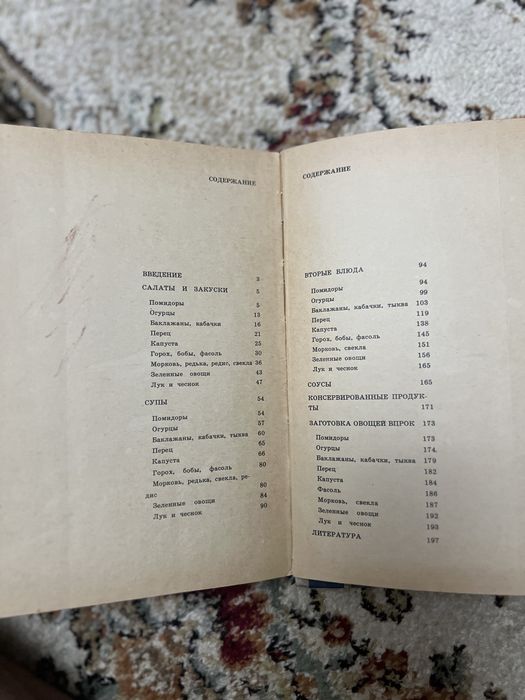 СОДЕРЖАНИЕ
ВВЕДЕНИЕ 3
САЛАТЫ И ЗАКУСКИ 5
Помидоры 5
Огурцы 13
Баклажаны, кабачки 16
Перец 21
Капуста 25
Горох, бобы, фасоль 30
Морковь, редька, редис, свекла 36
Зеленные овощи 43
Лук и чеснок 47
СУПЫ 54
Помидоры 54
Огурцы 57
Баклажаны, кабачки, тыква 60
Перец 65
Капуста 66
Горох, бобы, фасоль 80
Морковь, редька, свекла, ре-
дис 80
Зеленные овощи 84
Лук и чеснок 90
СОДЕРЖАНИЕ
ВТОРЫЕ БЛЮДА 94
Помидоры 94
Огурцы 99
Баклажаны, кабачки, тыква 103
Перец 119
Капуста 138
Горох, бобы, фасоль 145
Морковь, свекла 151
Зеленные овощи 156
Лук и чеснок 165
СОУСЫ 165
КОНСЕРВИРОВАННЫЕ ПРОДУК-
ТЫ 171
ЗАГОТОВКА ОВОЩЕЙ ВПРОК 173
Помидоры 173
Огурцы 174
Баклажаны, кабачки, тыква 179
Перец 182
Капуста 184
Фасоль 186
Морковь, свекла 187
Зеленные овощи 192
Лук и чеснок 193
ЛИТЕРАТУРА 197